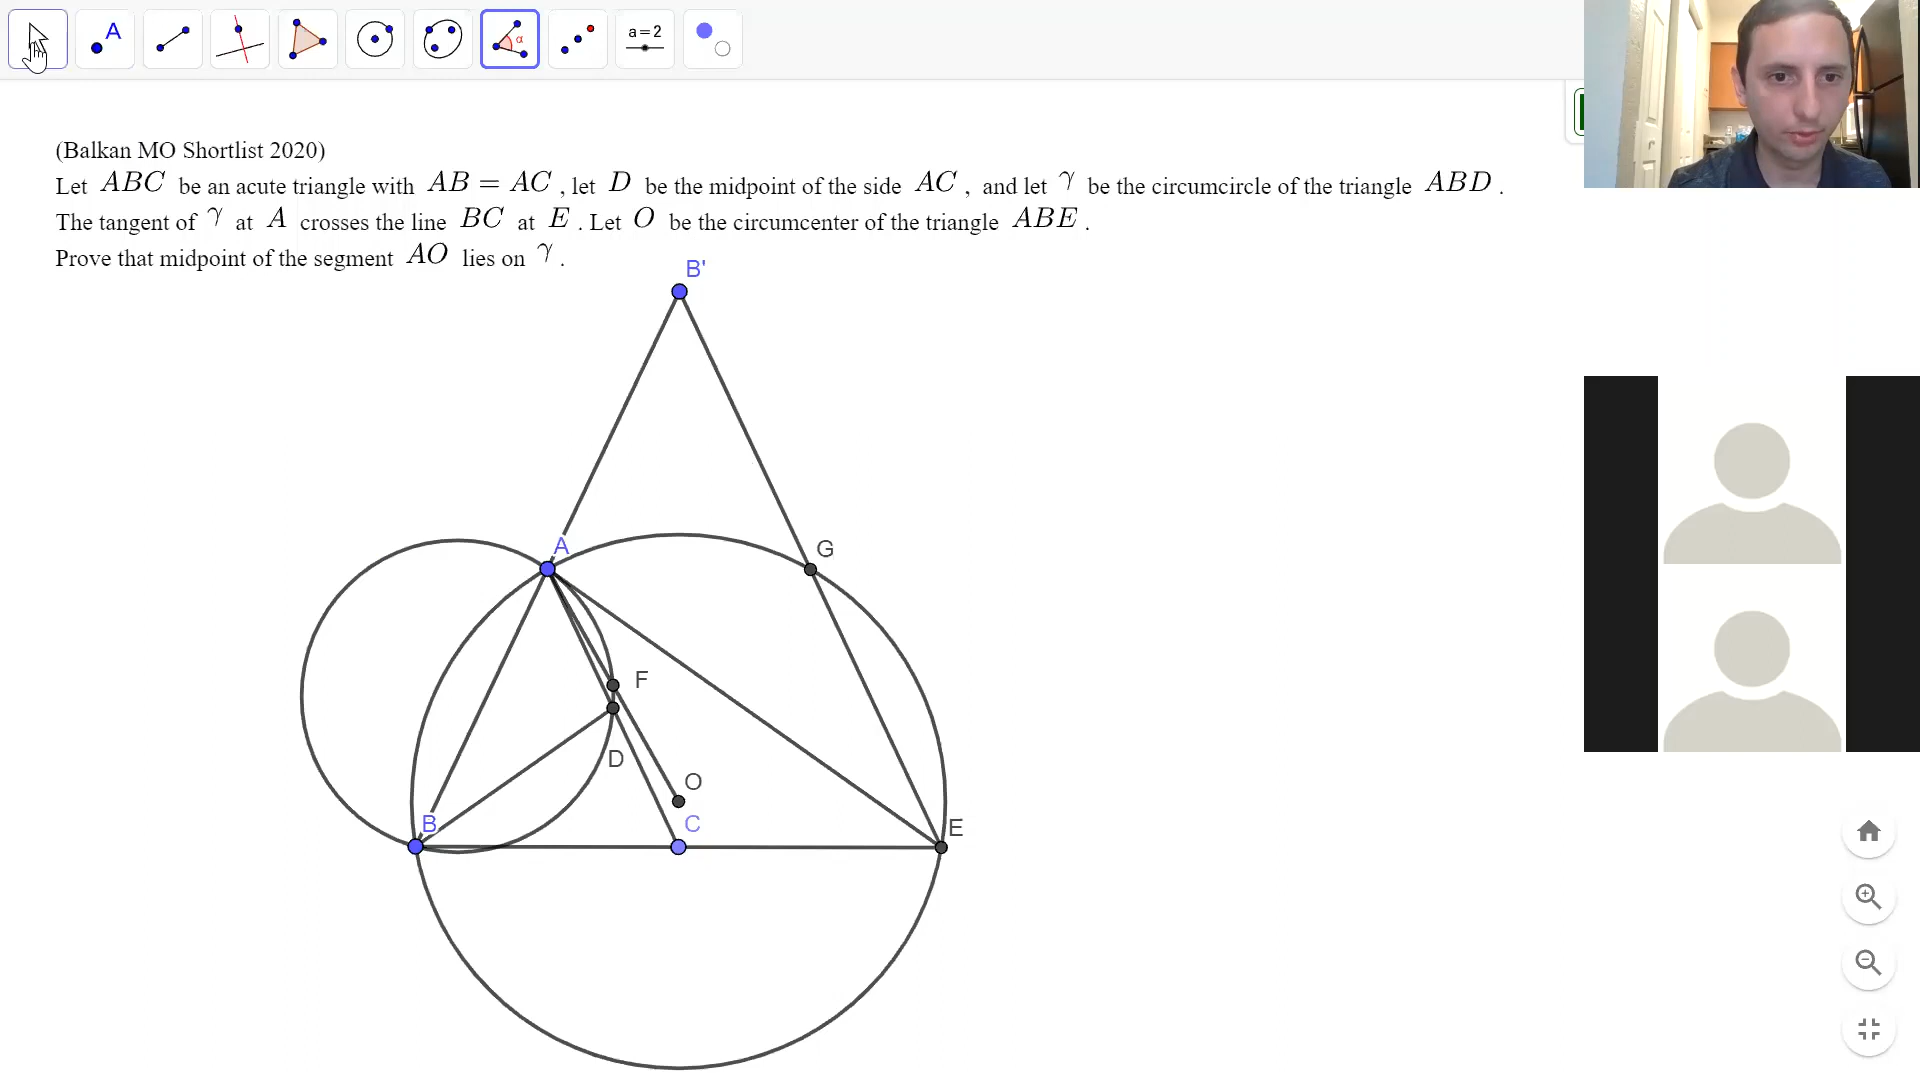 A
α
a=2
(Balkan MO Shortlist 2020)
Let ABC be an acute triangle with AB = AC , let D be the midpoint of the side AC , and let γ be the circumcircle of the triangle ABD .
The tangent of γ at A crosses the line BC at E . Let O be the circumcenter of the triangle ABE .
Prove that midpoint of the segment AO lies on γ .
B'
A
G
F
D
O
B
C
E